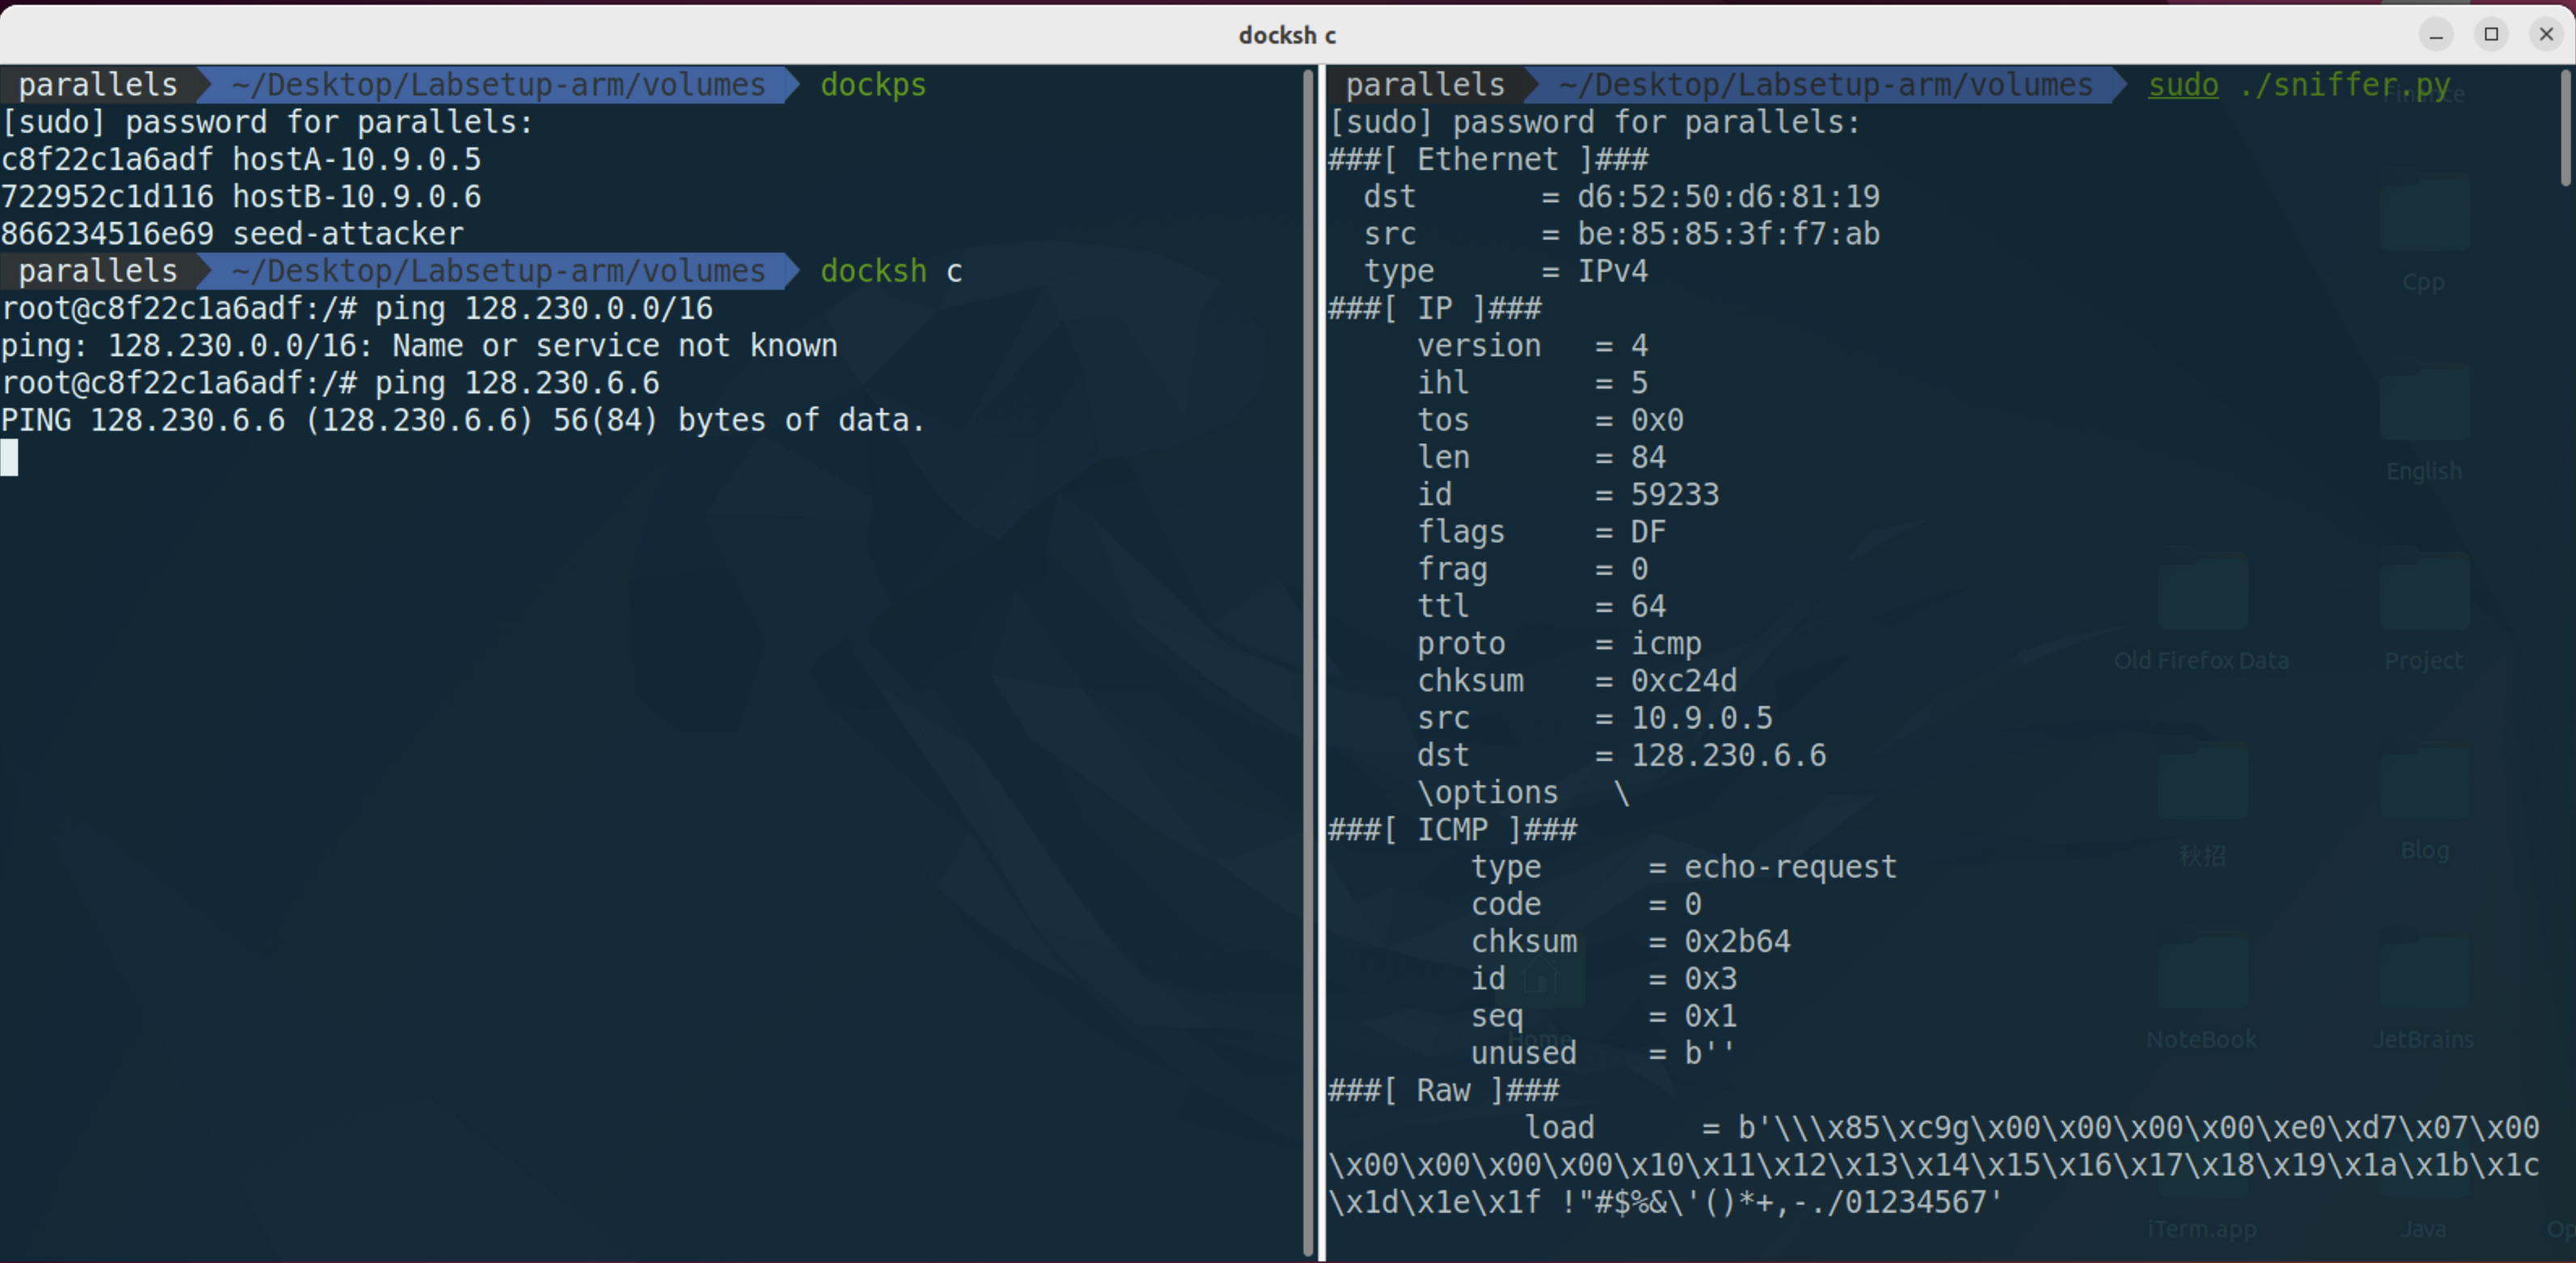 docksh c
parallels ~/Desktop/Labsetup-arm/volumes dockps
[sudo] password for parallels:
c8f22c1a6adf hostA-10.9.0.5
722952c1d116 hostB-10.9.0.6
866234516e69 seed-attacker
parallels ~/Desktop/Labsetup-arm/volumes docksh c
root@c8f22c1a6adf:/# ping 128.230.0.0/16
ping: 128.230.0.0/16: Name or service not known
root@c8f22c1a6adf:/# ping 128.230.6.6
PING 128.230.6.6 (128.230.6.6) 56(84) bytes of data.
parallels ~/Desktop/Labsetup-arm/volumes sudo ./sniffer.py
[sudo] password for parallels:
###[ Ethernet ]###
dst = d6:52:50:d6:81:19
src = be:85:85:3f:f7:ab
type = IPv4
###[ IP ]###
version = 4
ihl = 5
tos = 0x0
len = 84
id = 59233
flags = DF
frag = 0
ttl = 64
proto = icmp
chksum = 0xc24d
src = 10.9.0.5
dst = 128.230.6.6
\options \
###[ ICMP ]###
type = echo-request
code = 0
chksum = 0x2b64
id = 0x3
seq = 0x1
unused = b''
###[ Raw ]###
load = b'\\\x85\xc9g\x00\x00\x00\x00\xe0\xd7\x07\x00
\x00\x00\x00\x00\x10\x11\x12\x13\x14\x15\x16\x17\x18\x19\x1a\x1b\x1c
\x1d\x1e\x1f !"#$%&\'()*+,-./01234567'
Finance
Cpp
English
Old Firefox Data
Project
秋招
Blog
Home
NoteBook
JetBrains
iTerm.app
Java